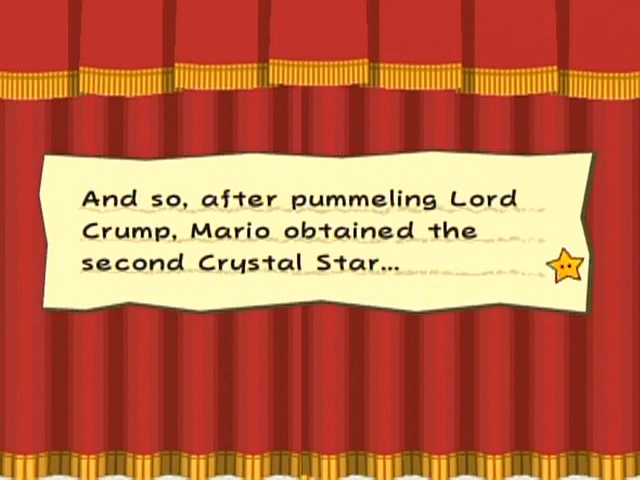 And so, after pummeling Lord
Crump, Mario obtained the
second Crystal Star...